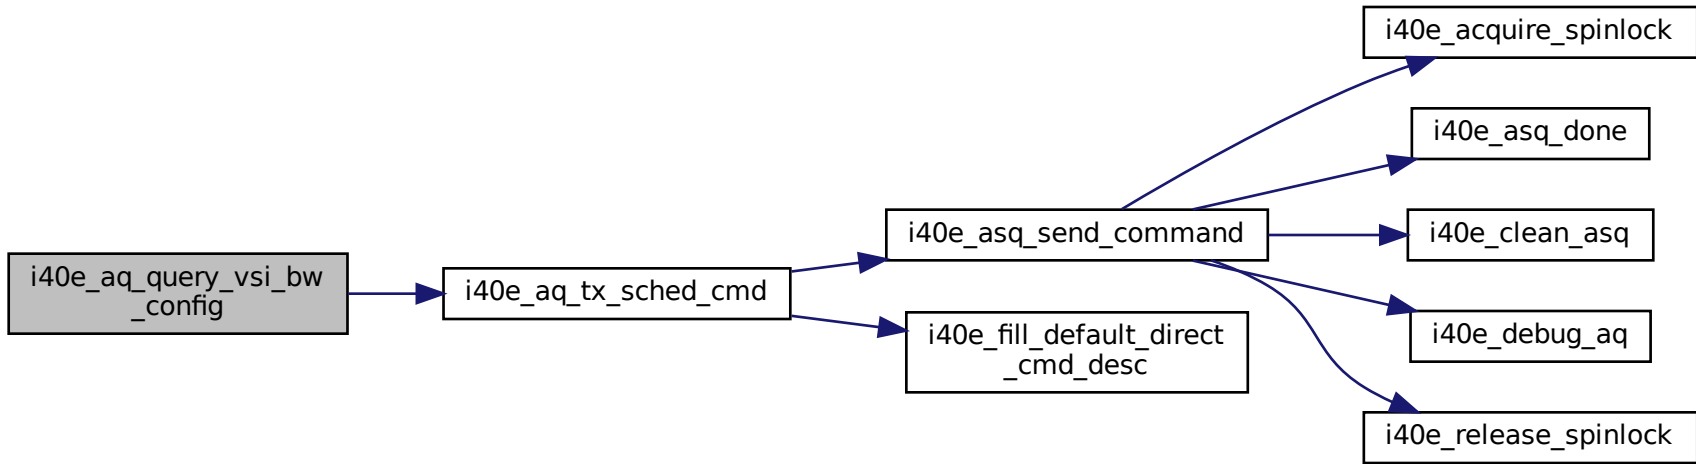 i40e_acquire_spinlock
i40e_asq_done
i40e_asq_send_command
i40e_clean_asq
i40e_aq_query_vsi_bw
_config
i40e_aq_tx_sched_cmd
i40e_fill_default_direct
_cmd_desc
i40e_debug_aq
i40e_release_spinlock